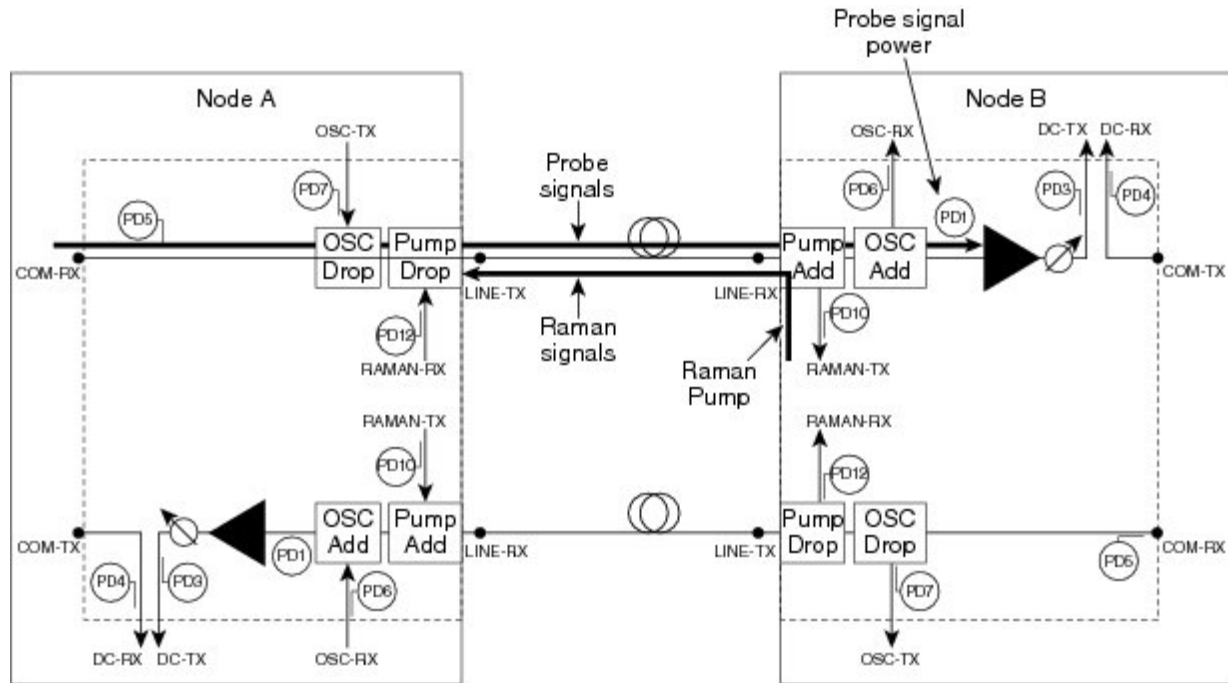 Probe signal
power
Node A
Node B
OSC-TX
OSC-RX
DC-TX
DC-RX
Probe
signals
PD7
PD6
PD3
PD4
PD5
PD1
OSC
Drop
Pump
Drop
Pump
Add
OSC
Add
COM-RX
LINE-TX
LINE-RX
COM-TX
PD12
PD10
Raman
signals
RAMAN-RX
Raman
Pump
RAMAN-TX
RAMAN-TX
RAMAN-RX
PD10
PD12
OSC
Add
Pump
Add
Pump
Drop
OSC
Drop
COM-TX
PD1
LINE-RX
LINE-TX
PD5
COM-RX
PD4
PD3
PD6
PD7
DC-RX
DC-TX
OSC-RX
OSC-TX